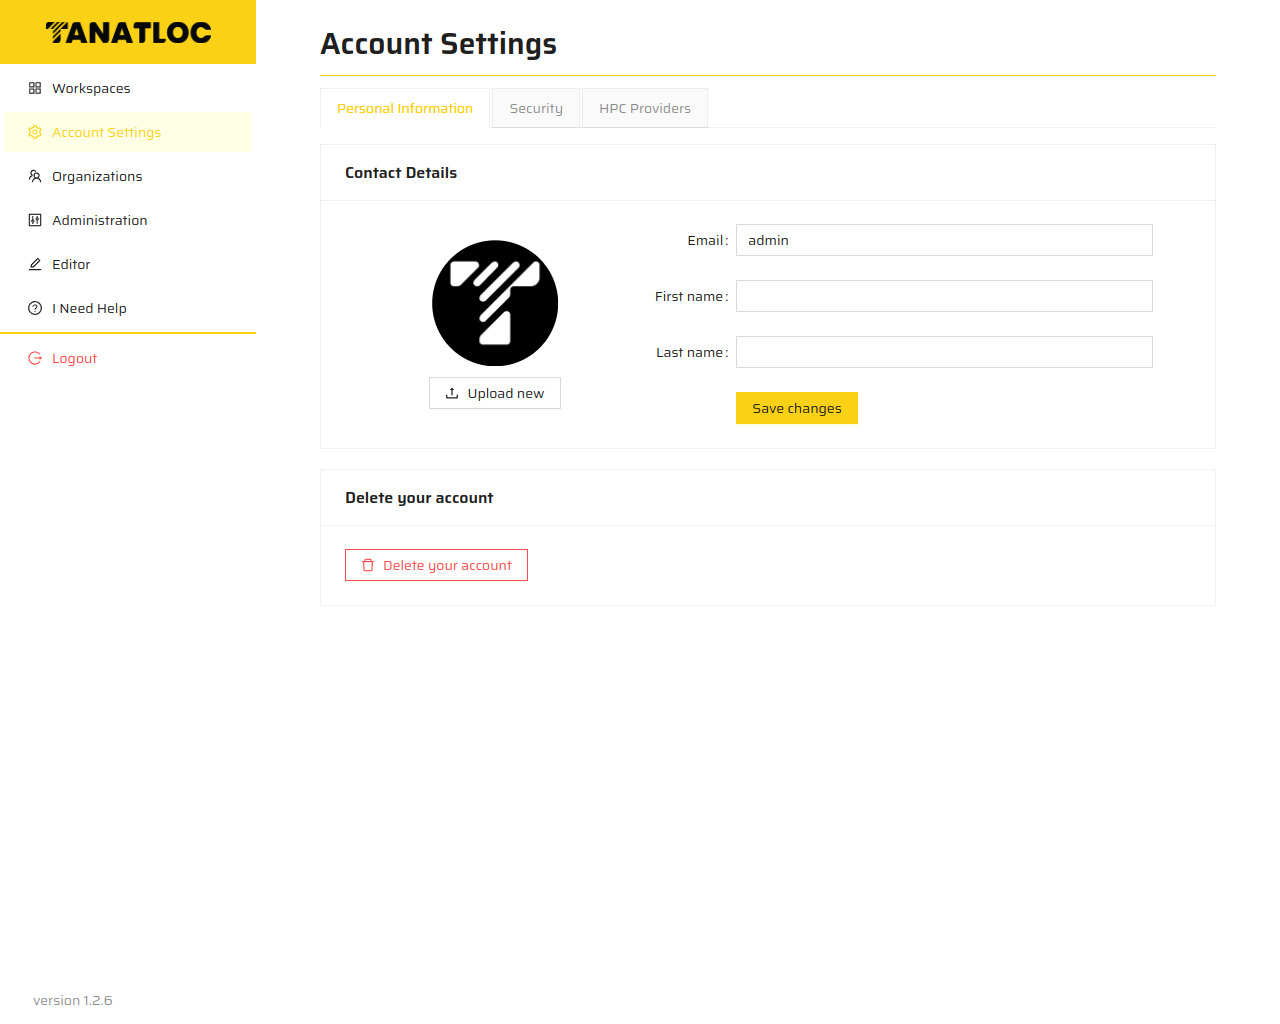 TANATLOC
Workspaces
Account Settings
Organizations
Administration
Editor
I Need Help
Logout
version 1.2.6
Account Settings
Personal Information
Security
HPC Providers
Contact Details
Upload new
Email:
admin
First name:
Last name:
Save changes
Delete your account
Delete your account